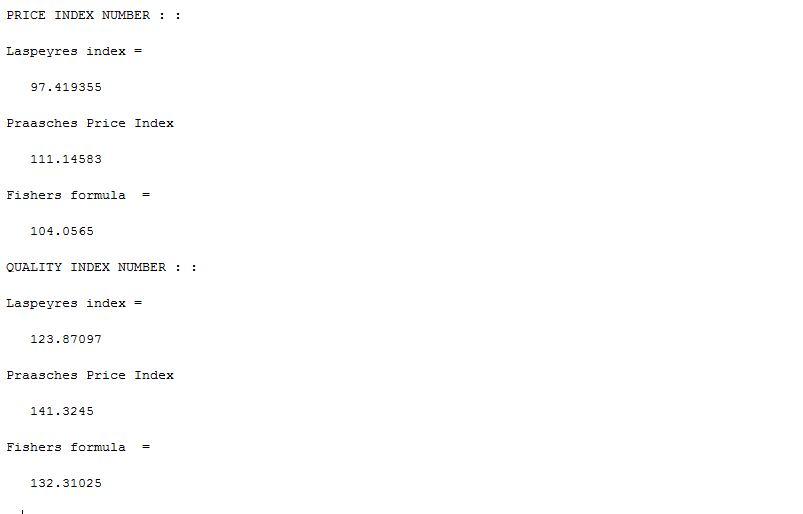 PRICE INDEX NUMBER : :
Laspeyres index =
97.419355
Praasches Price Index
111.14583
Fishers formula  =
104.0565
QUALITY INDEX NUMBER : :
Laspeyres index =
123.87097
Praasches Price Index
141.3245
Fishers formula  =
132.31025